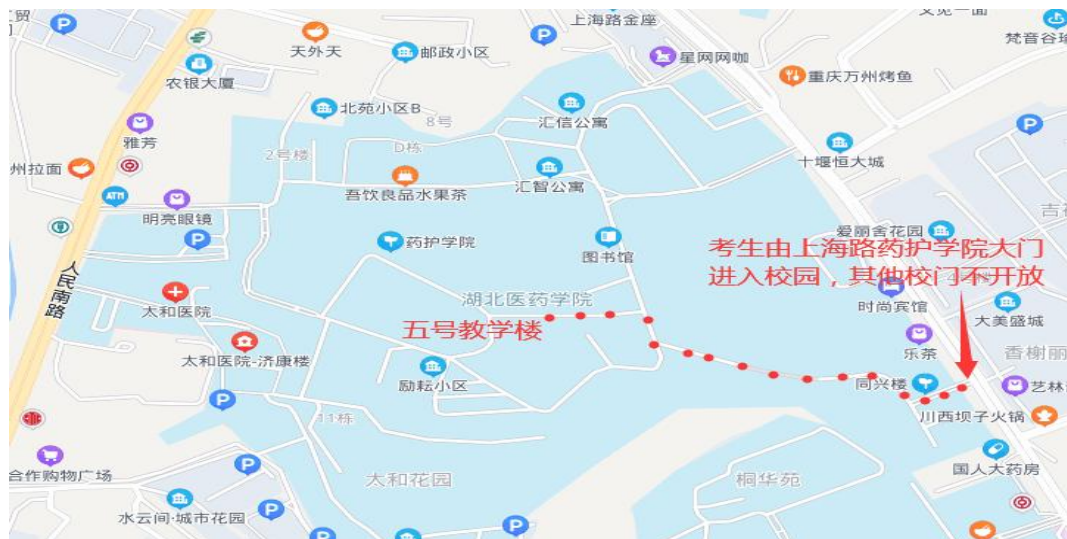 上海路金座
文见一面
梵音谷瑜
天外天
邮政小区
星网网咖
农银大厦
重庆万州烤鱼
北苑小区B
8号
汇信公寓
雅芳
2号楼
D栋
十堰恒大城
州拉面
汇智公寓
吾饮良品水果茶
ATM
明亮眼镜
药护学院
图书馆
爱丽舍花园
考生由上海路药护学院大门
进入校园，其他校门不开放
人民南路
太和医院
湖北医药学院
时尚宾馆
大美盛城
五号教学楼
太和医院-济康楼
乐茶
香榭丽
励耘小区
同兴楼
艺林
11栋
川西坝子火锅
合作购物广场
太和花园
桐华苑
国人大药房
水云间·城市花园